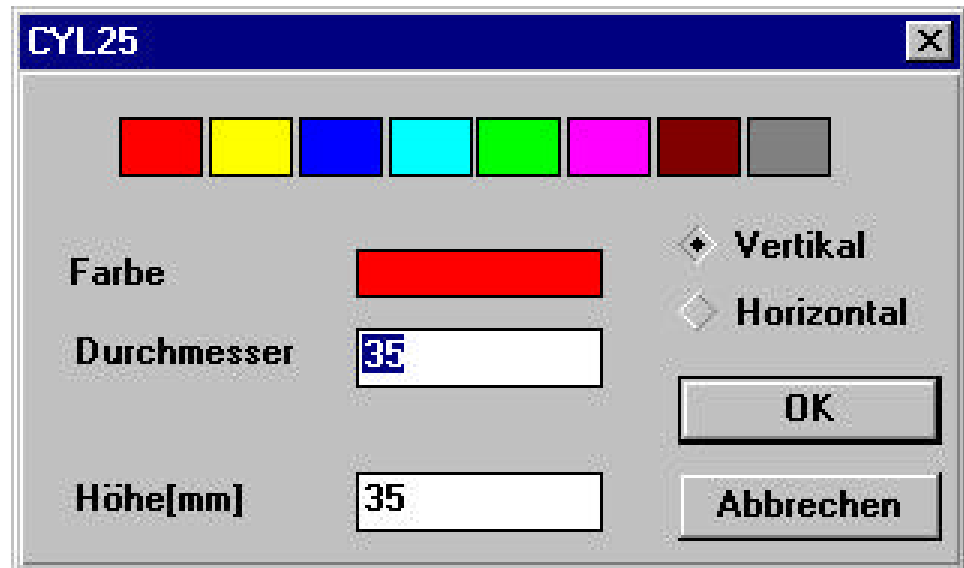 CYL25
Farbe
Vertikal
Horizontal
Durchmesser 35
OK
Höhe[mm] 35
Abbrechen